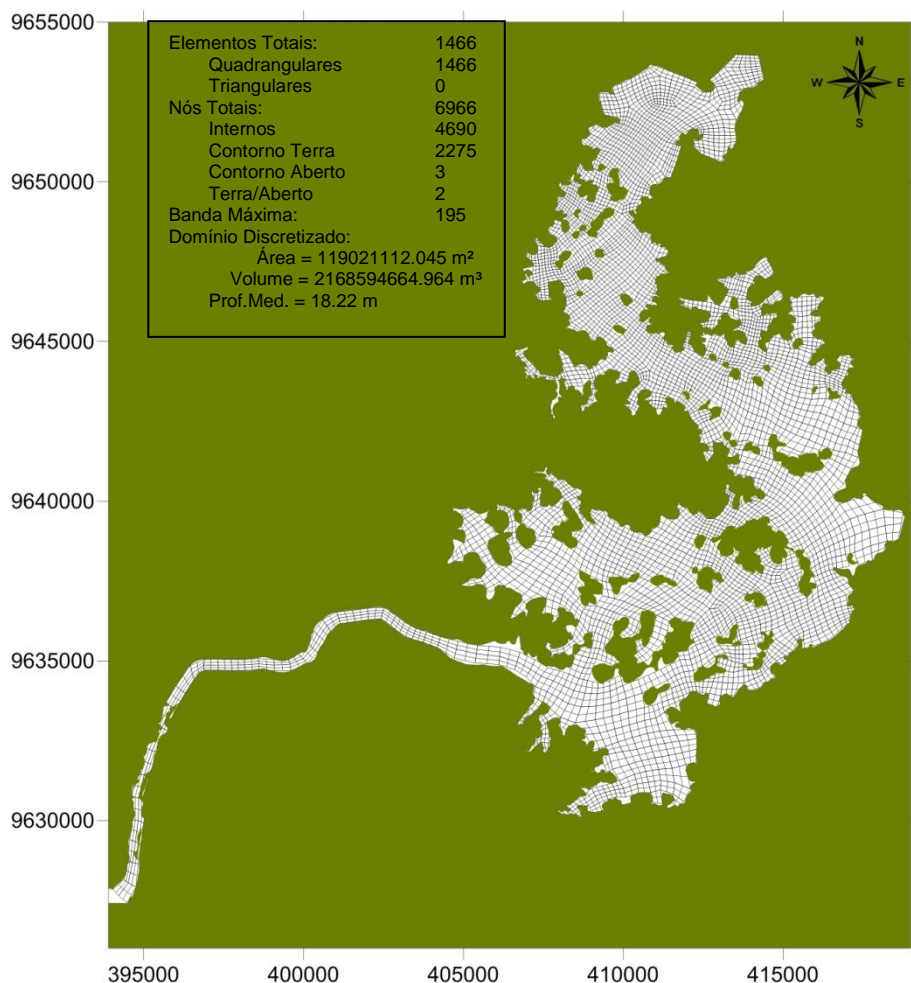 9655000
Elementos Totais: 1466
Quadrangulares 1466
Triangulares 0
Nós Totais: 6966
Internos 4690
Contorno Terra 2275
Contorno Aberto 3
Terra/Aberto 2
Banda Máxima: 195
Domínio Discretizado:
Área = 119021112.045 m²
Volume = 2168594664.964 m³
Prof.Med. = 18.22 m
N
W E
S
9650000
9645000
9640000
9635000
9630000
395000 400000 405000 410000 415000